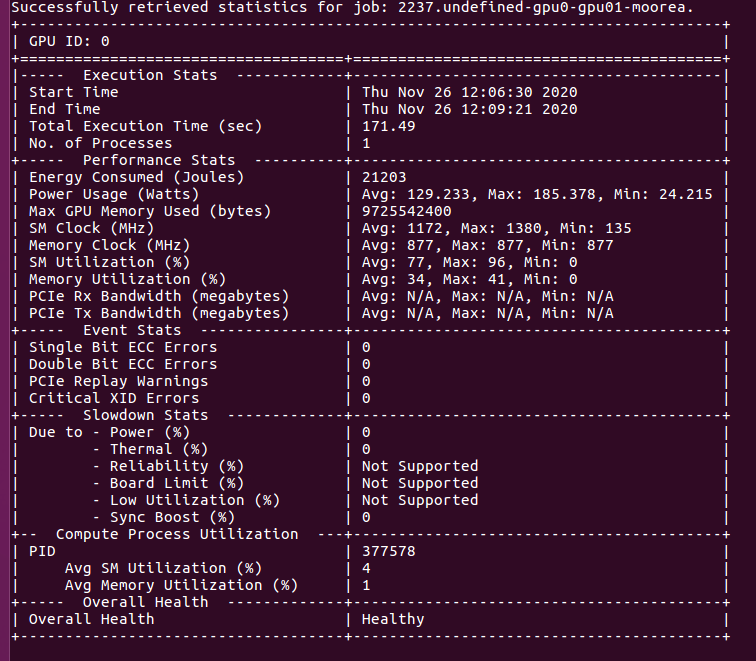 Successfully retrieved statistics for job: 2237.undefined-gpu0-gpu01-moorea.
+------------------------------------------------------------------------------+
| GPU ID: 0                                                                    |
+====================================+=========================================+
|-----  Execution Stats  ------------+-----------------------------------------|
| Start Time                         | Thu Nov 26 12:06:30 2020                |
| End Time                           | Thu Nov 26 12:09:21 2020                |
| Total Execution Time (sec)         | 171.49                                  |
| No. of Processes                   | 1                                       |
+-----  Performance Stats  ----------+-----------------------------------------+
| Energy Consumed (Joules)           | 21203                                   |
| Power Usage (Watts)                | Avg: 129.233, Max: 185.378, Min: 24.215 |
| Max GPU Memory Used (bytes)        | 9725542400                              |
| SM Clock (MHz)                     | Avg: 1172, Max: 1380, Min: 135          |
| Memory Clock (MHz)                 | Avg: 877, Max: 877, Min: 877            |
| SM Utilization (%)                 | Avg: 77, Max: 96, Min: 0                |
| Memory Utilization (%)             | Avg: 34, Max: 41, Min: 0                |
| PCIe Rx Bandwidth (megabytes)      | Avg: N/A, Max: N/A, Min: N/A            |
| PCIe Tx Bandwidth (megabytes)      | Avg: N/A, Max: N/A, Min: N/A            |
+-----  Event Stats  ----------------+-----------------------------------------+
| Single Bit ECC Errors              | 0                                       |
| Double Bit ECC Errors              | 0                                       |
| PCIe Replay Warnings               | 0                                       |
| Critical XID Errors                | 0                                       |
+-----  Slowdown Stats  -------------+-----------------------------------------+
| Due to - Power (%)                 | 0                                       |
|        - Thermal (%)               | 0                                       |
|        - Reliability (%)           | Not Supported                           |
|        - Board Limit (%)           | Not Supported                           |
|        - Low Utilization (%)       | Not Supported                           |
|        - Sync Boost (%)            | 0                                       |
+--  Compute Process Utilization  ---+-----------------------------------------+
| PID                                | 377578                                  |
|     Avg SM Utilization (%)         | 4                                       |
|     Avg Memory Utilization (%)     | 1                                       |
+-----  Overall Health  -------------+-----------------------------------------+
| Overall Health                     | Healthy                                 |
+------------------------------------+-----------------------------------------+